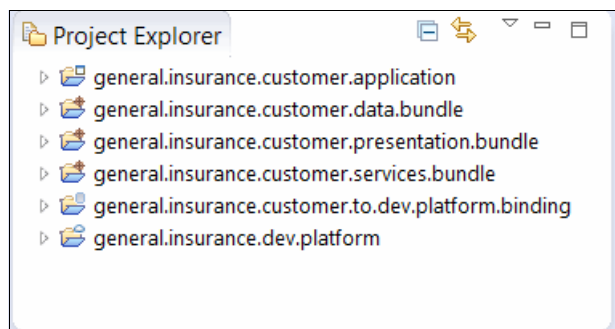 Project Explorer
general.insurance.customer.application
general.insurance.customer.data.bundle
general.insurance.customer.presentation.bundle
general.insurance.customer.services.bundle
general.insurance.customer.to.dev.platform.binding
general.insurance.dev.platform